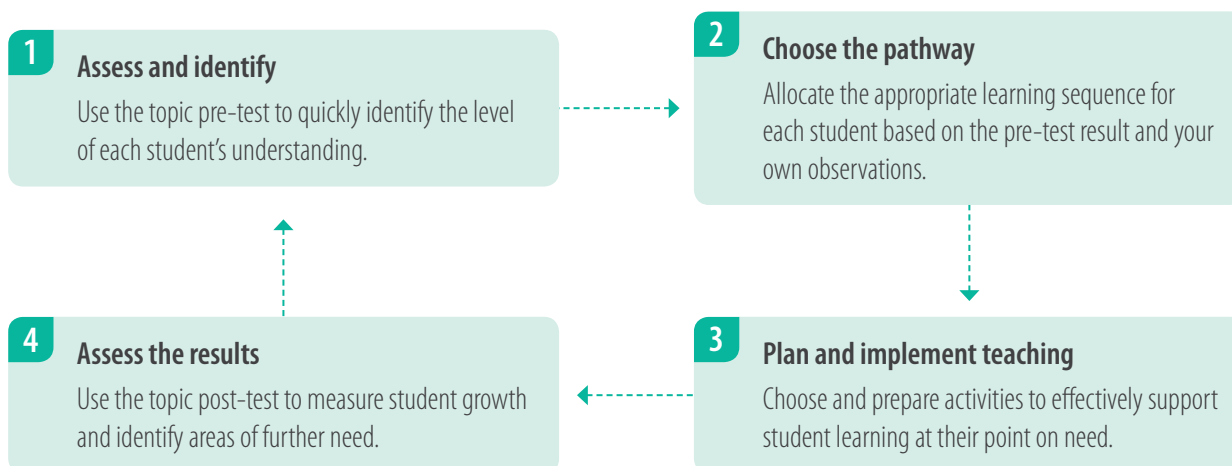 1
Assess and identify
Use the topic pre-test to quickly identify the level
of each student's understanding.
2
Choose the pathway
Allocate the appropriate learning sequence for
each student based on the pre-test result and your
own observations.
3
Plan and implement teaching
Choose and prepare activities to effectively support
student learning at their point on need.
4
Assess the results
Use the topic post-test to measure student growth
and identify areas of further need.